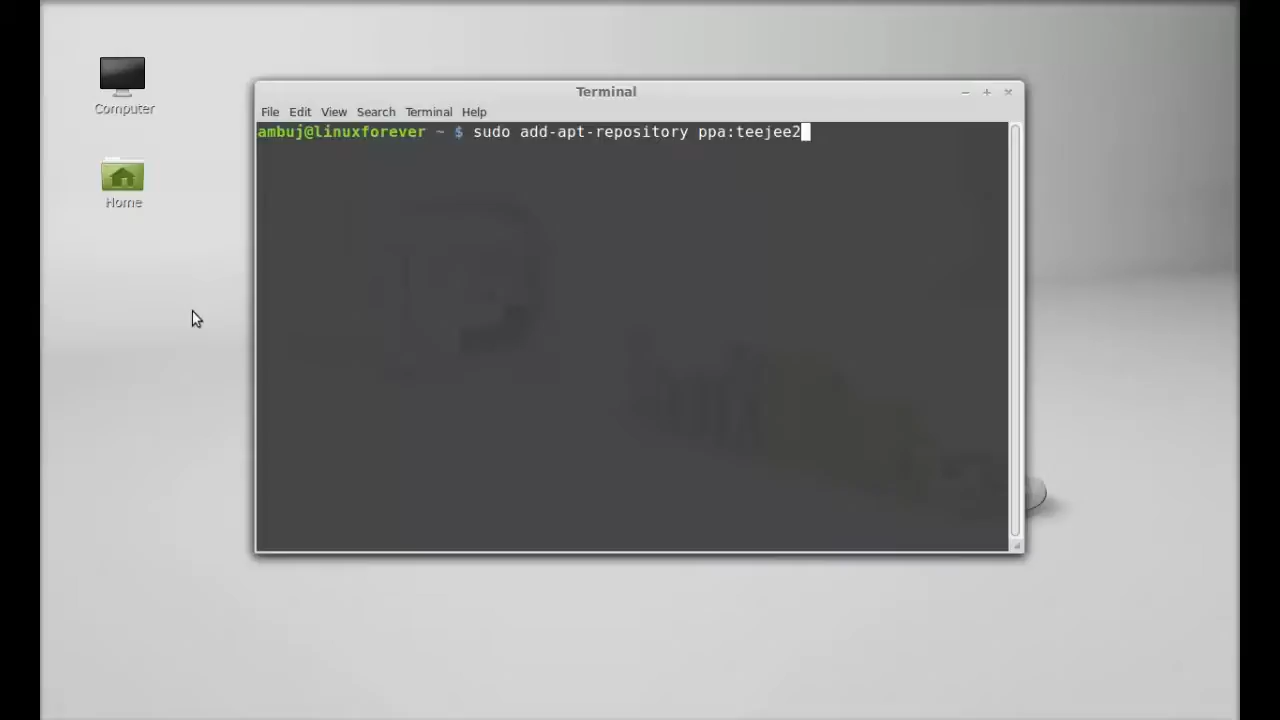 Computer
Home
Terminal
File Edit View Search Terminal Help
ambuj@linuxforever ~ $ sudo add-apt-repository ppa:teejee2